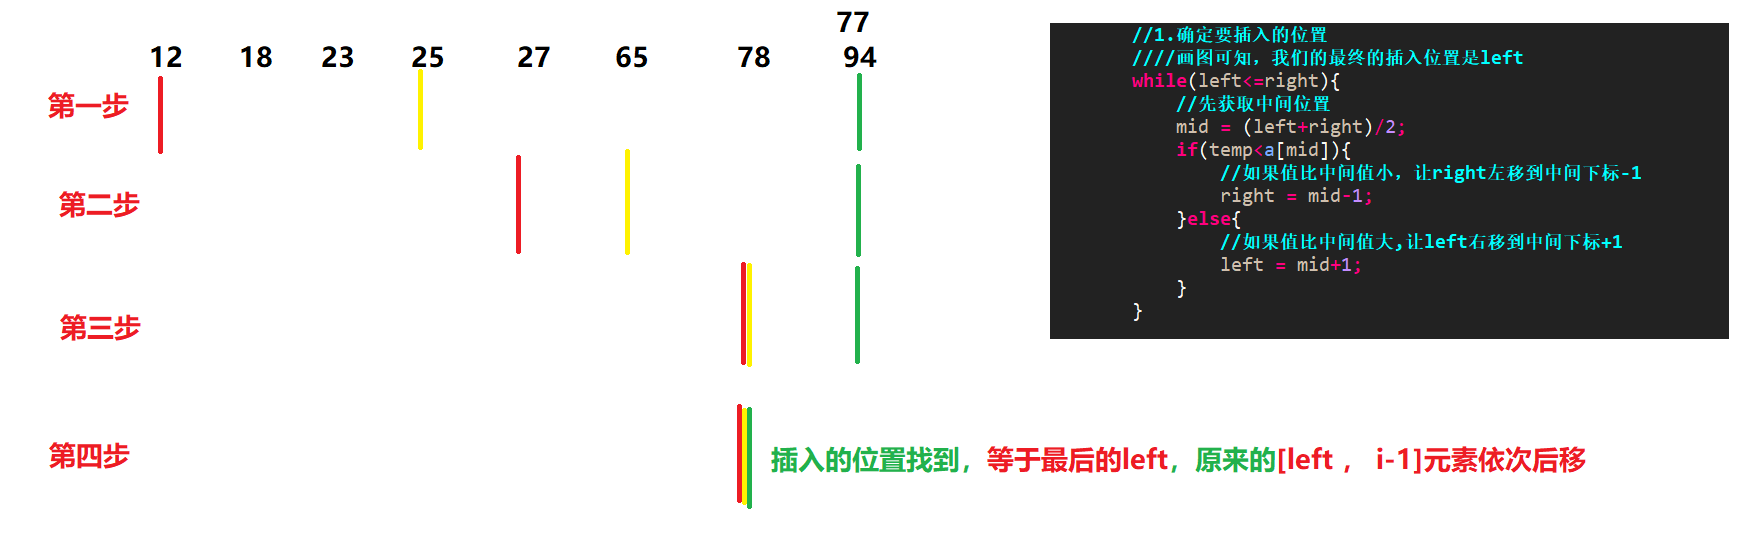 77
12 18 23 25 27 65 78 94
第一步
第二步
第三步
第四步
插入的位置找到，等于最后的left，原来的[left ， i-1]元素依次后移
//1.确定要插入的位置
////画图可知，我们的最终的插入位置是left
while(left<=right){
//先获取中间位置
mid = (left+right)/2;
if(temp<a[mid]){
//如果值比中间值小，让right左移到中间下标-1
right = mid-1;
}else{
//如果值比中间值大,让left右移到中间下标+1
left = mid+1;
}
}